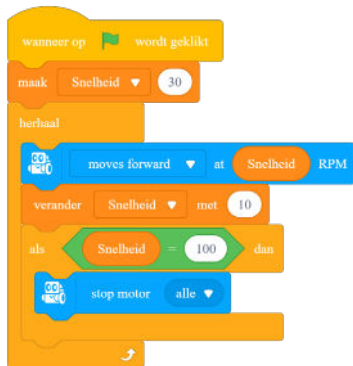 wanneer op wordt geklikt
maak Snelheid 30
herhaal
moves forward at Snelheid RPM
verander Snelheid met 10
als Snelheid = 100 dan
stop motor alle